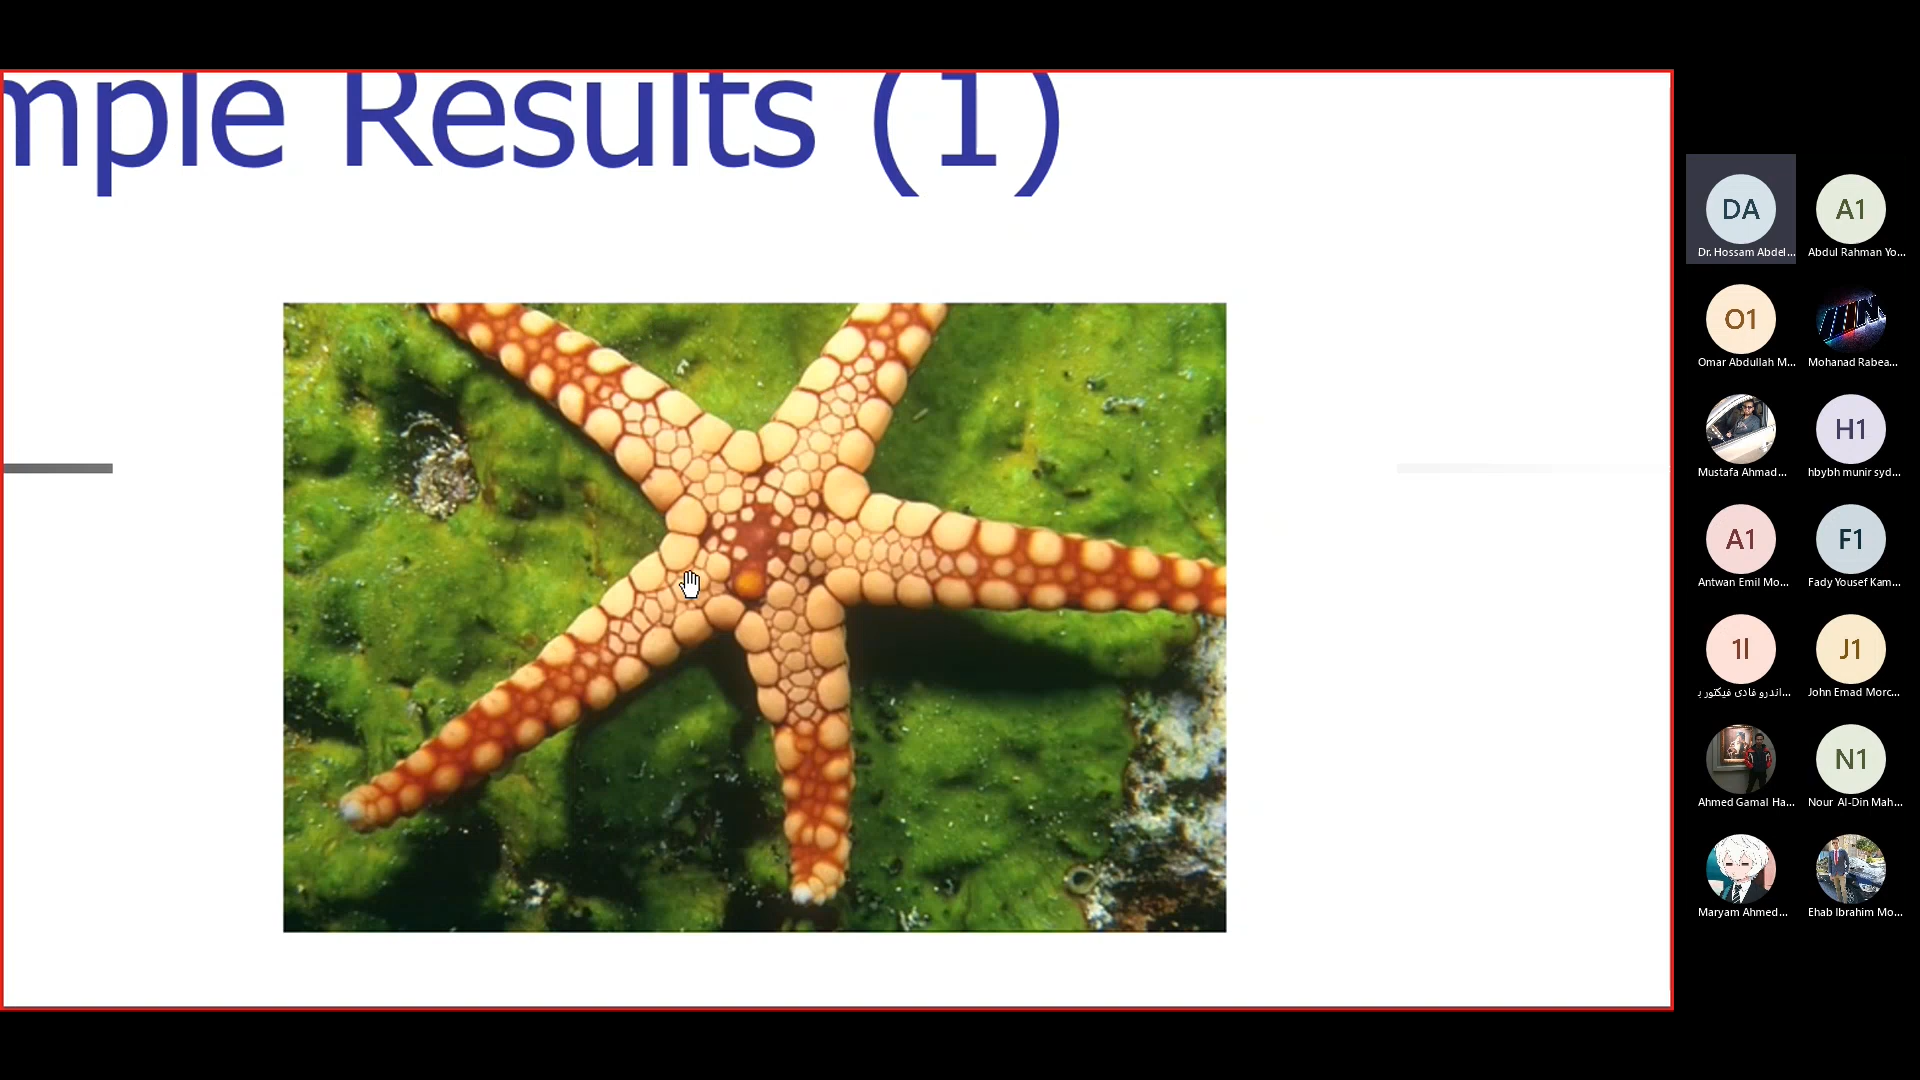 mple Results (1)
DA
Dr. Hossam Abdel...
A1
Abdul Rahman Yo...
O1
Omar Abdullah M...
Mohanad Rabea...
Mustafa Ahmad...
H1
hbybh munir syd...
A1
Antwan Emil Mo...
F1
Fady Yousef Kam...
1ا
اندرو فادى فيكتور ي...
J1
John Emad Morc...
Ahmed Gamal Ha...
N1
Nour Al-Din Mah...
Maryam Ahmed...
Ehab Ibrahim Mo...